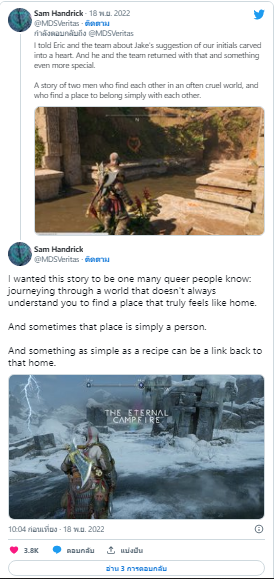 Sam Handrick · 18 พ.ย. 2022
@MDSVeritas · ติดตาม
กำลังตอบกลับถึง @MDSVeritas
I told Eric and the team about Jake's suggestion of our initials carved
into a heart. And he and the team returned with that and something
even more special.
A story of two men who find each other in an often cruel world, and
who find a place to belong simply with each other.
Sam Handrick
@MDSVeritas · ติดตาม
I wanted this story to be one many queer people know:
journeying through a world that doesn't always
understand you to find a place that truly feels like home.
And sometimes that place is simply a person.
And something as simple as a recipe can be a link back to
that home.
THE ETERNAL
CAMPFIRE
10:04 ก่อนเที่ยง · 18 พ.ย. 2022
3.8K ตอบกลับ แบ่งปัน
อ่าน 3 การตอบกลับ